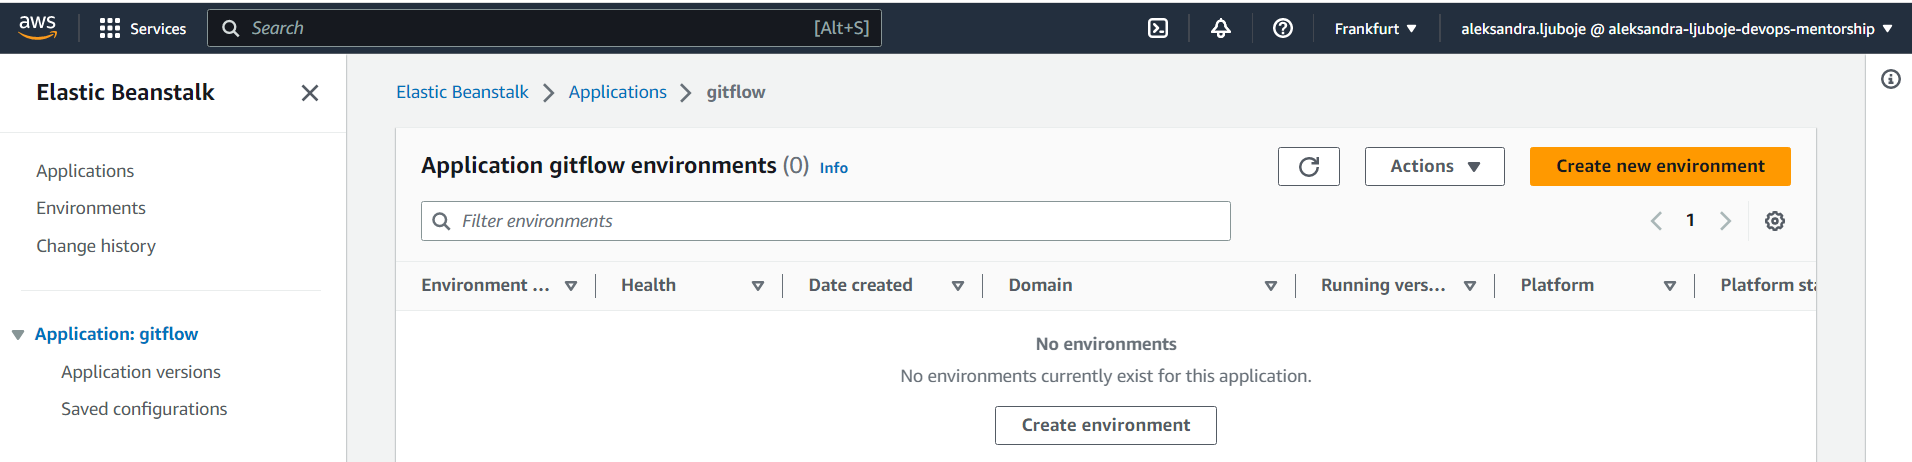 aws Services Search [Alt+S] Frankfurt aleksandra.ljuboje @ aleksandra-ljuboje-devops-mentorship
Elastic Beanstalk
Applications
Environments
Change history
Application: gitflow
Application versions
Saved configurations
Elastic Beanstalk Applications gitflow
Application gitflow environments (0) Info Actions Create new environment
Filter environments 1
Environment ... Health Date created Domain Running vers... Platform Platform sta
No environments
No environments currently exist for this application.
Create environment